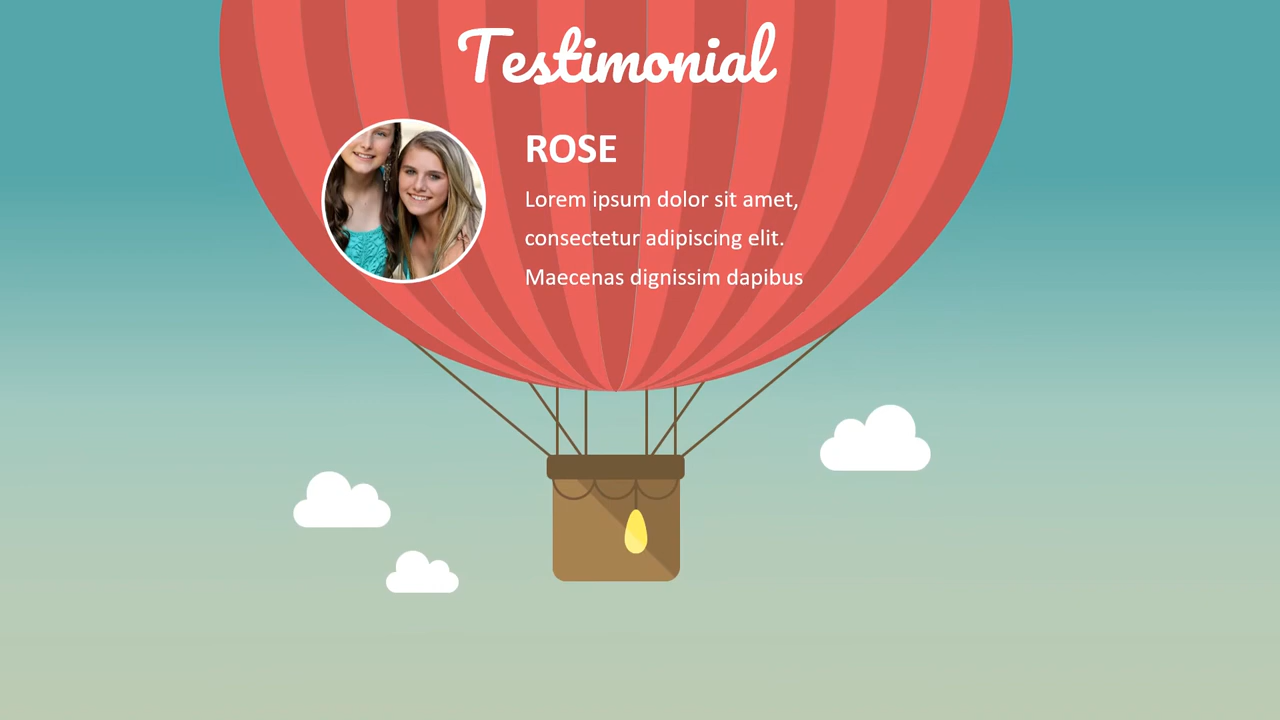 Testimonial
ROSE
Lorem ipsum dolor sit amet,
consectetur adipiscing elit.
Maecenas dignissim dapibus